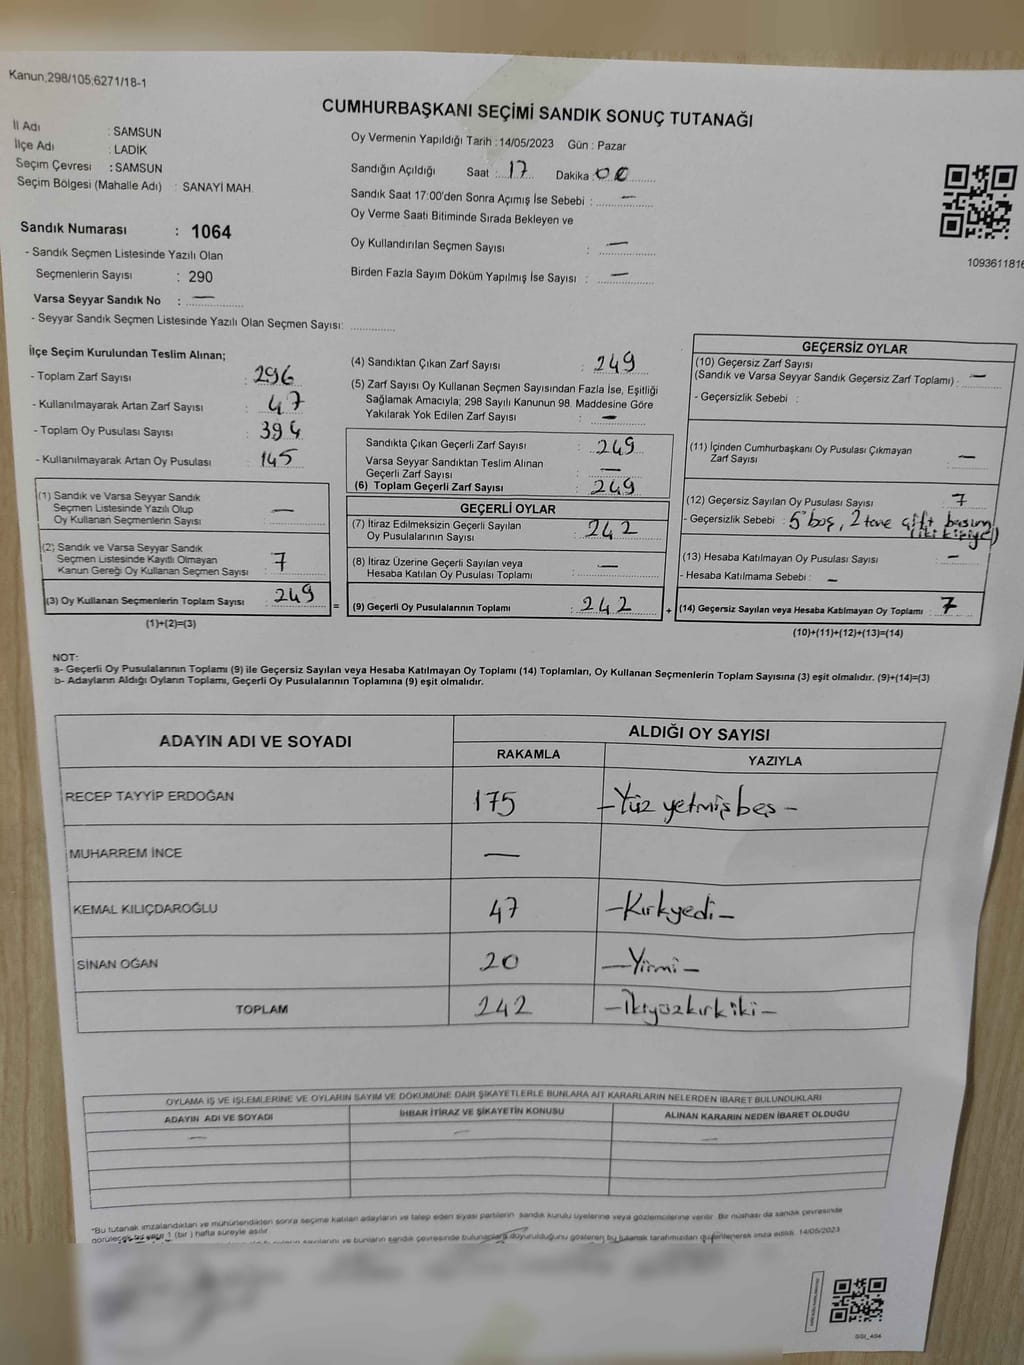 Kanun;298/105;6271/18-1
CUMHURBAŞKANI SEÇİMİ SANDIK SONUÇ TUTANAĞI
İl Adı : SAMSUN
İlçe Adı : LADİK
Seçim Çevresi : SAMSUN
Seçim Bölgesi (Mahalle Adı) : SANAYİ MAH.
Sandık Numarası : 1064
- Sandık Seçmen Listesinde Yazılı Olan
Seçmenlerin Sayısı : 290
Varsa Seyyar Sandık No : —
- Seyyar Sandık Seçmen Listesinde Yazılı Olan Seçmen Sayısı: ............
Oy Vermenin Yapıldığı Tarih : 14/05/2023 Gün : Pazar
Sandığın Açıldığı Saat : 17 Dakika : 00
Sandık Saat 17:00'den Sonra Açımış İse Sebebi : —
Oy Verme Saati Bitiminde Sırada Bekleyen ve
Oy Kullandırılan Seçmen Sayısı : —
Birden Fazla Sayım Döküm Yapılmış İse Sayısı : —
1093611816
İlçe Seçim Kurulundan Teslim Alınan;
- Toplam Zarf Sayısı : 296
- Kullanılmayarak Artan Zarf Sayısı : 47
- Toplam Oy Pusulası Sayısı : 394
- Kullanılmayarak Artan Oy Pusulası : 145
(1) Sandık ve Varsa Seyyar Sandık
Seçmen Listesinde Yazılı Olup
Oy Kullanan Seçmenlerin Sayısı : —
(2) Sandık ve Varsa Seyyar Sandık
Seçmen Listesinde Kayıtlı Olmayan
Kanun Gereği Oy Kullanan Seçmen Sayısı : 7
(3) Oy Kullanan Seçmenlerin Toplam Sayısı : 249
(1)+(2)=(3)
(4) Sandıktan Çıkan Zarf Sayısı : 249
(5) Zarf Sayısı Oy Kullanan Seçmen Sayısından Fazla İse, Eşitliği
Sağlamak Amacıyla; 298 Sayılı Kanunun 98. Maddesine Göre
Yakılarak Yok Edilen Zarf Sayısı : —
Sandıkta Çıkan Geçerli Zarf Sayısı : 249
Varsa Seyyar Sandıktan Teslim Alınan
Geçerli Zarf Sayısı : —
(6) Toplam Geçerli Zarf Sayısı : 249
GEÇERLİ OYLAR
(7) İtiraz Edilmeksizin Geçerli Sayılan
Oy Pusulalarının Sayısı : 242
(8) İtiraz Üzerine Geçerli Sayılan veya
Hesaba Katılan Oy Pusulası Toplamı : —
= (9) Geçerli Oy Pusulalarının Toplamı : 242 +
GEÇERSİZ OYLAR
(10) Geçersiz Zarf Sayısı
(Sandık ve Varsa Seyyar Sandık Geçersiz Zarf Toplamı) : —
- Geçersizlik Sebebi :
(11) İçinden Cumhurbaşkanı Oy Pusulası Çıkmayan
Zarf Sayısı : —
(12) Geçersiz Sayılan Oy Pusulası Sayısı : 7
- Geçersizlik Sebebi : 5 boş, 2 tane çift basım
(iki kişiye)
(13) Hesaba Katılmayan Oy Pusulası Sayısı : —
- Hesaba Katılmama Sebebi : —
(14) Geçersiz Sayılan veya Hesaba Katılmayan Oy Toplamı : 7
(10)+(11)+(12)+(13)=(14)
NOT:
a- Geçerli Oy Pusulalarının Toplamı (9) ile Geçersiz Sayılan veya Hesaba Katılmayan Oy Toplamı (14) Toplamları, Oy Kullanan Seçmenlerin Toplam Sayısına (3) eşit olmalıdır. (9)+(14)=(3)
b- Adayların Aldığı Oyların Toplamı, Geçerli Oy Pusulalarının Toplamına (9) eşit olmalıdır.
ADAYIN ADI VE SOYADI ALDIĞI OY SAYISI
RAKAMLA YAZIYLA
RECEP TAYYİP ERDOĞAN 175 — Yüz yetmişbeş —
MUHARREM İNCE —
KEMAL KILIÇDAROĞLU 47 — Kırkyedi —
SİNAN OĞAN 20 — Yirmi —
TOPLAM 242 — İkiyüzkırkiki —
OYLAMA İŞ VE İŞLEMLERİNE VE OYLARIN SAYIM VE DÖKÜMÜNE DAİR ŞİKAYETLERLE BUNLARA AİT KARARLARIN NELERDEN İBARET BULUNDUKLARI
ADAYIN ADI VE SOYADI İHBAR İTİRAZ VE ŞİKAYETİN KONUSU ALINAN KARARIN NEDEN İBARET OLDUĞU
— — —
*Bu tutanak imzalandıktan ve mühürlendikten sonra seçime katılan adayların ve talep eden siyasi partilerin sandık kurulu üyelerine veya gözlemcilerine verilir. Bir nüshası da sandık çevresinde
görülecek bir yere 1 (bir) hafta süreyle asılır.
ve bunların sandık çevresinde bulunanlara duyurulduğunu gösteren bu tutanak tarafımızdan düzenlenerek imza edildi. 14/05/2023